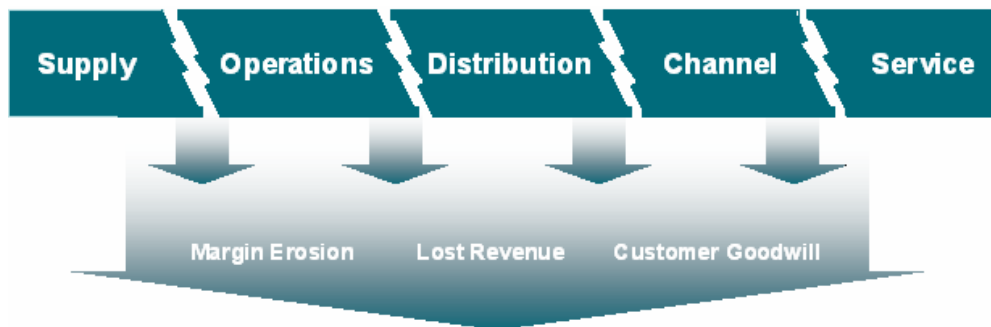 Supply Operations Distribution Channel Service
Margin Erosion Lost Revenue Customer Goodwill